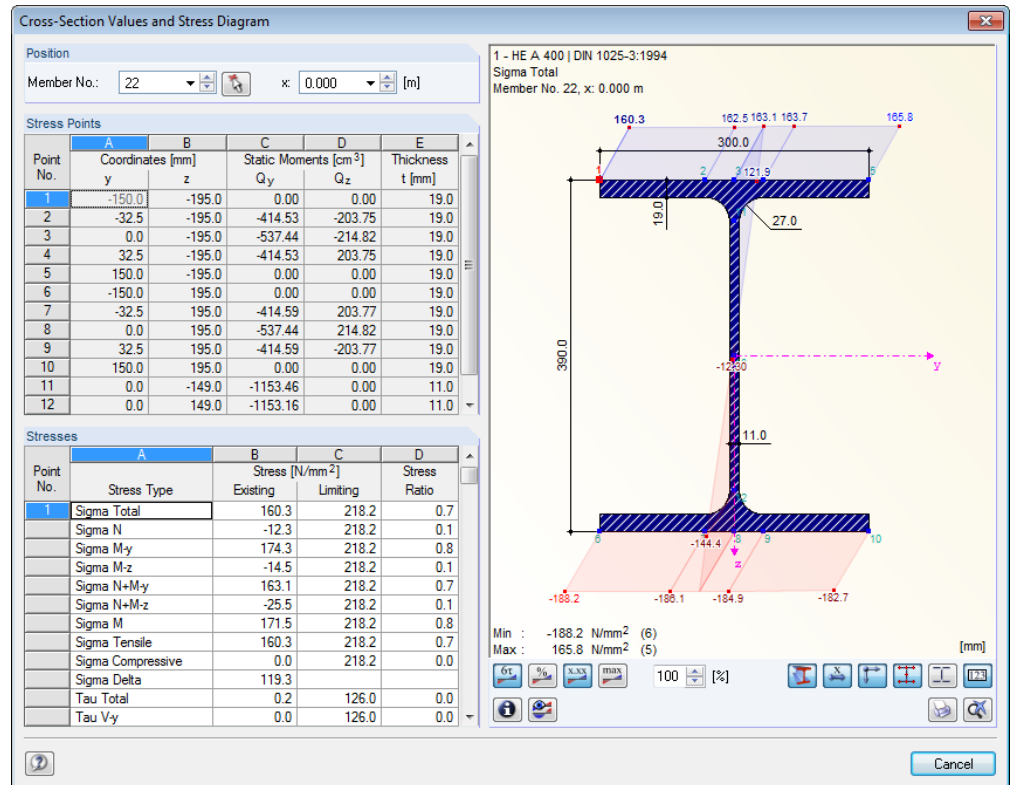 Cross-Section Values and Stress Diagram
Position
Member No.: 22 x: 0.000 [m]
Stress Points
A B C D E
Point Coordinates [mm] Static Moments [cm³] Thickness
No. y z Qy Qz t [mm]
1 -150.0 -195.0 0.00 0.00 19.0
2 -32.5 -195.0 -414.53 -203.75 19.0
3 0.0 -195.0 -537.44 -214.82 19.0
4 32.5 -195.0 -414.53 203.75 19.0
5 150.0 -195.0 0.00 0.00 19.0
6 -150.0 195.0 0.00 0.00 19.0
7 -32.5 195.0 -414.59 203.77 19.0
8 0.0 195.0 -537.44 214.82 19.0
9 32.5 195.0 -414.59 -203.77 19.0
10 150.0 195.0 0.00 0.00 19.0
11 0.0 -149.0 -1153.46 0.00 11.0
12 0.0 149.0 -1153.16 0.00 11.0
Stresses
A B C D
Point Stress [N/mm²] Stress
No. Stress Type Existing Limiting Ratio
1 Sigma Total 160.3 218.2 0.7
Sigma N -12.3 218.2 0.1
Sigma M-y 174.3 218.2 0.8
Sigma M-z -14.5 218.2 0.1
Sigma N+M-y 163.1 218.2 0.7
Sigma N+M-z -25.5 218.2 0.1
Sigma M 171.5 218.2 0.8
Sigma Tensile 160.3 218.2 0.7
Sigma Compressive 0.0 218.2 0.0
Sigma Delta 119.3
Tau Total 0.2 126.0 0.0
Tau V-y 0.0 126.0 0.0
1 - HE A 400 | DIN 1025-3:1994
Sigma Total
Member No. 22, x: 0.000 m
160.3 162.5 163.1 163.7 165.8
300.0
1 2 3 121.9 5
19.0 27.0
390.0
-12.30 y
11.0
6 -144.4 8 9 10
z
-188.2 -186.1 -184.9 -182.7
Min : -188.2 N/mm² (6)
Max : 165.8 N/mm² (5) [mm]
6τ % x.xx max 100 [%] x 123
Cancel